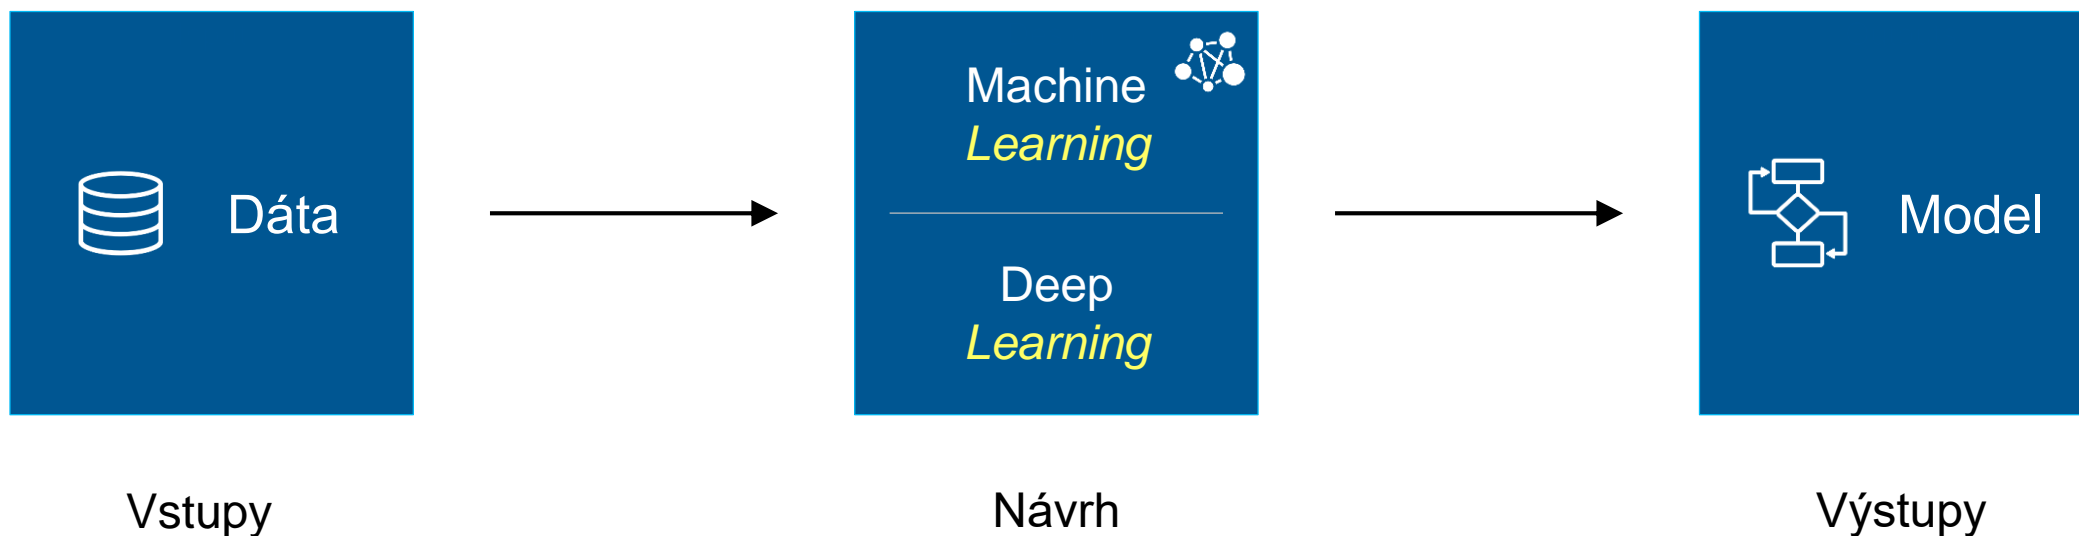 Dáta
Machine
Learning
Deep
Learning
Model
Vstupy
Návrh
Výstupy